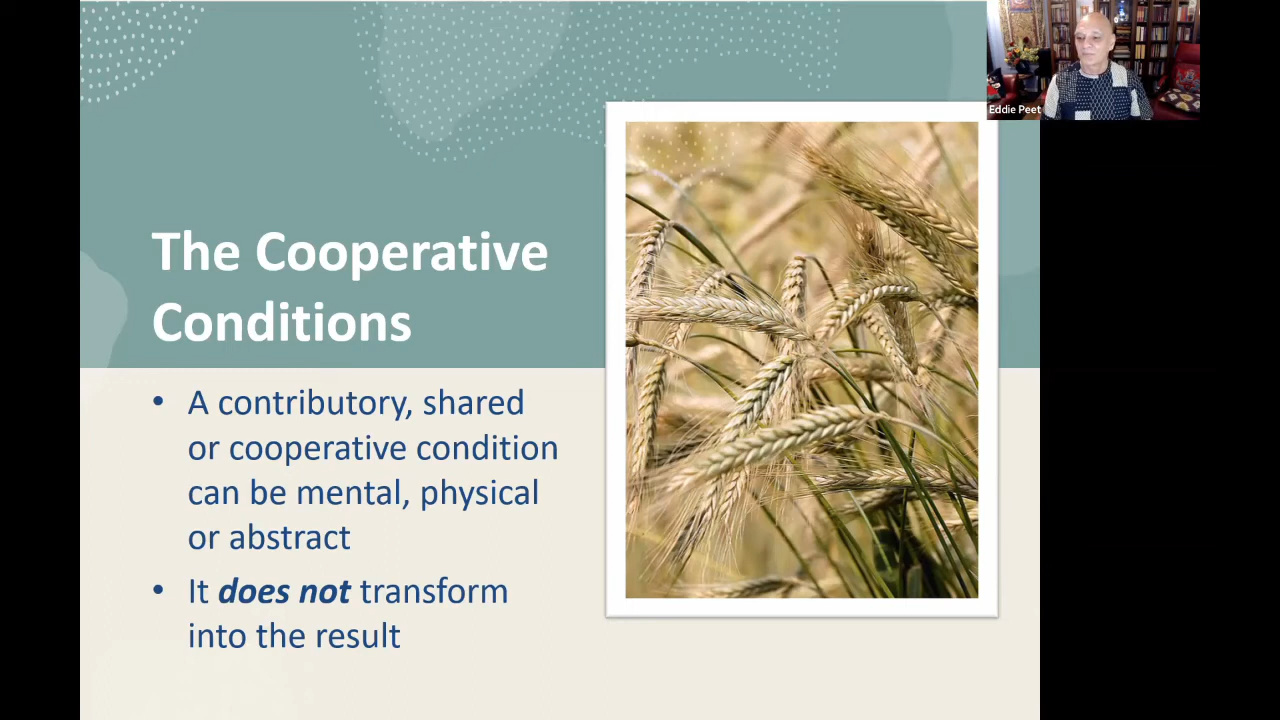 Eddie Peet
The Cooperative
Conditions
• A contributory, shared
or cooperative condition
can be mental, physical
or abstract
• It does not transform
into the result